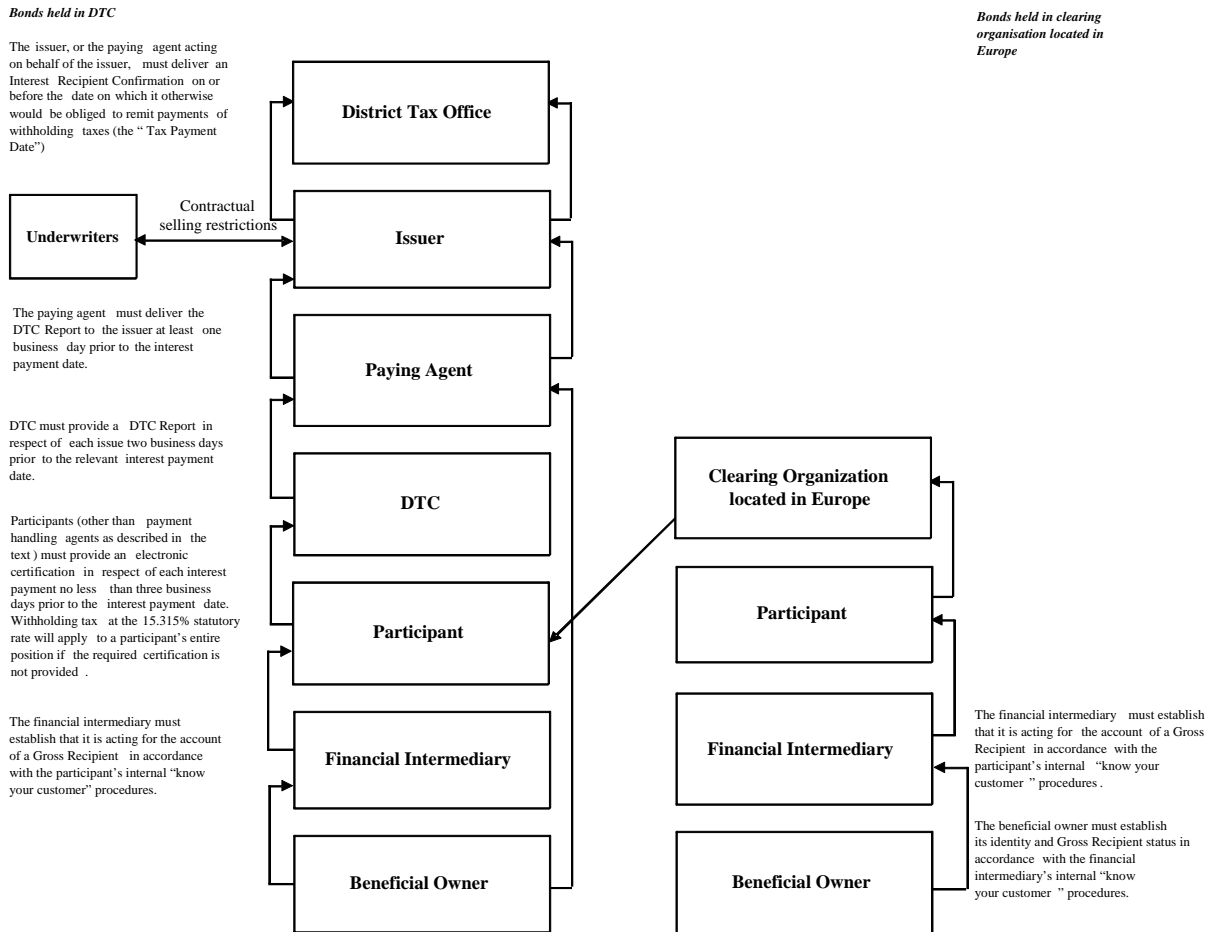 Bonds held in DTC
The issuer, or the paying agent acting
on behalf of the issuer, must deliver an
Interest Recipient Confirmation on or
before the date on which it otherwise
would be obliged to remit payments of
withholding taxes (the “ Tax Payment
Date”)
Bonds held in clearing
organisation located in
Europe
District Tax Office
Underwriters
Contractual
selling restrictions
Issuer
The paying agent must deliver the
DTC Report to the issuer at least one
business day prior to the interest
payment date.
Paying Agent
DTC must provide a DTC Report in
respect of each issue two business days
prior to the relevant interest payment
date.
DTC
Clearing Organization
located in Europe
Participants (other than payment
handling agents as described in the
text ) must provide an electronic
certification in respect of each interest
payment no less than three business
days prior to the interest payment date.
Withholding tax at the 15.315% statutory
rate will apply to a participant’s entire
position if the required certification is
not provided .
Participant
Participant
The financial intermediary must
establish that it is acting for the account
of a Gross Recipient in accordance
with the participant’s internal “know
your customer” procedures.
Financial Intermediary
Financial Intermediary
The financial intermediary must establish
that it is acting for the account of a Gross
Recipient in accordance with the
participant’s internal “know your
customer ” procedures .
The beneficial owner must establish
its identity and Gross Recipient status in
accordance with the financial
intermediary’s internal “know
your customer ” procedures.
Beneficial Owner
Beneficial Owner